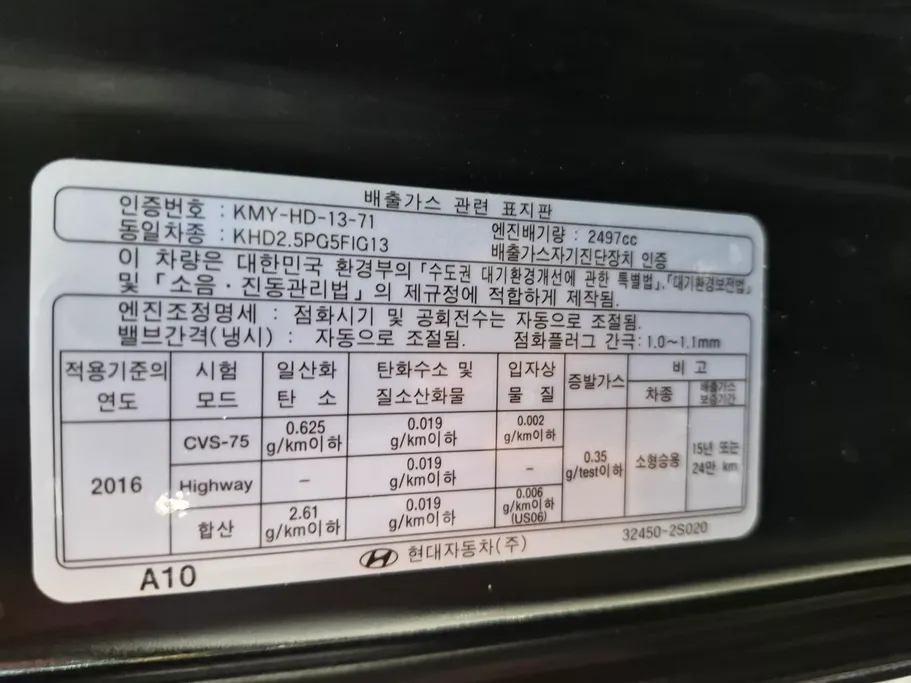 배출가스 관련 표지판
인증번호 : KMY-HD-13-71 엔진배기량 : 2497cc
동일차종 : KHD2.5PG5FIG13 배출가스자기진단장치 인증
이 차량은 대한민국 환경부의 「수도권 대기환경개선에 관한 특별법」, 「대기환경보전법」
및 「소음·진동관리법」의 제규정에 적합하게 제작됨.
엔진조정명세 : 점화시기 및 공회전수는 자동으로 조절됨.
밸브간격(냉시) : 자동으로 조절됨. 점화플러그 간극: 1.0~1.1mm
적용기준의 시험 일산화 탄화수소 및 입자상 증발가스 비 고
연도 모드 탄 소 질소산화물 물 질 차종 배출가스
보증기간
2016 CVS-75 0.625 0.019 0.002 0.35 소형승용 15년 또는
g/km이하 g/km이하 g/km이하 g/test이하 24만 km
Highway – 0.019 –
g/km이하
합산 2.61 0.019 0.006
g/km이하 g/km이하 g/km이하
(US06)
A10 현대자동차(주) 32450-2S020